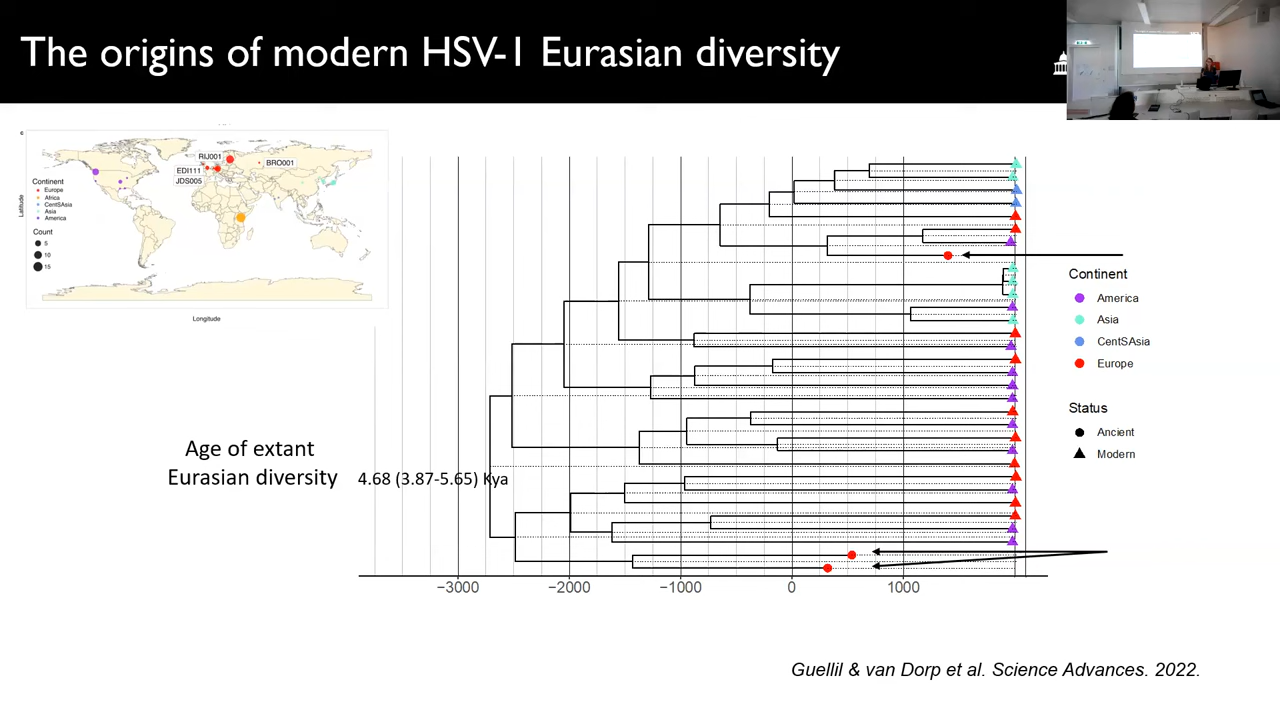 The origins of modern HSV-1 Eurasian diversity
c
RIJ001
BRO001
EDI111
JDS005
Continent
Europe
Africa
CentSAsia
Asia
America
Count
5
10
15
Latitude
Longitude
Age of extant
Eurasian diversity
4.68 (3.87-5.65) Kya
−3000 −2000 −1000 0 1000
Continent
America
Asia
CentSAsia
Europe
Status
Ancient
Modern
Guellil & van Dorp et al. Science Advances. 2022.